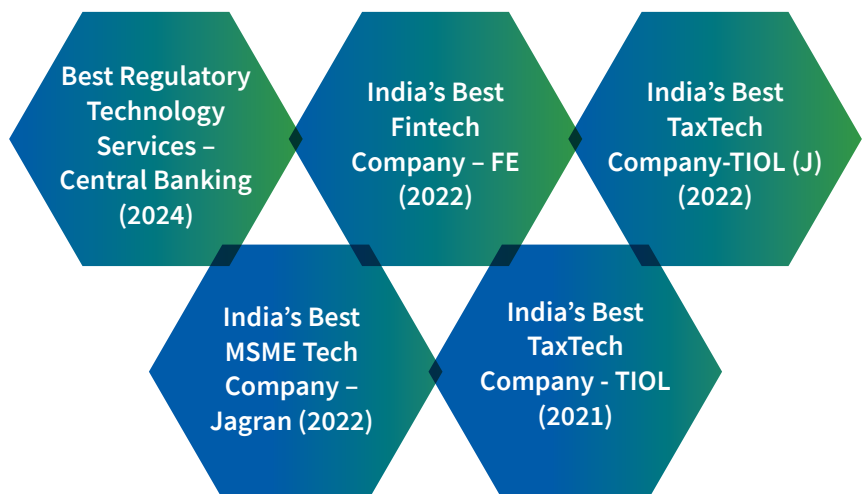 Best Regulatory
Technology
Services –
Central Banking
(2024)
India’s Best
Fintech
Company – FE
(2022)
India’s Best
TaxTech
Company-TIOL (J)
(2022)
India’s Best
MSME Tech
Company –
Jagran (2022)
India’s Best
TaxTech
Company - TIOL
(2021)